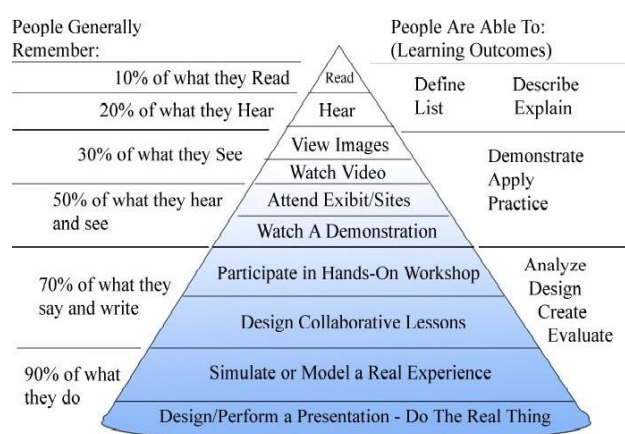 People Generally
Remember:
People Are Able To:
(Learning Outcomes)
10% of what they Read
Read
Define
Describe
List
Explain
20% of what they Hear
Hear
30% of what they See
View Images
Watch Video
Demonstrate
Apply
Practice
50% of what they hear
and see
Attend Exibit/Sites
Watch A Demonstration
70% of what they
say and write
Participate in Hands-On Workshop
Design Collaborative Lessons
Analyze
Design
Create
Evaluate
90% of what
they do
Simulate or Model a Real Experience
Design/Perform a Presentation - Do The Real Thing